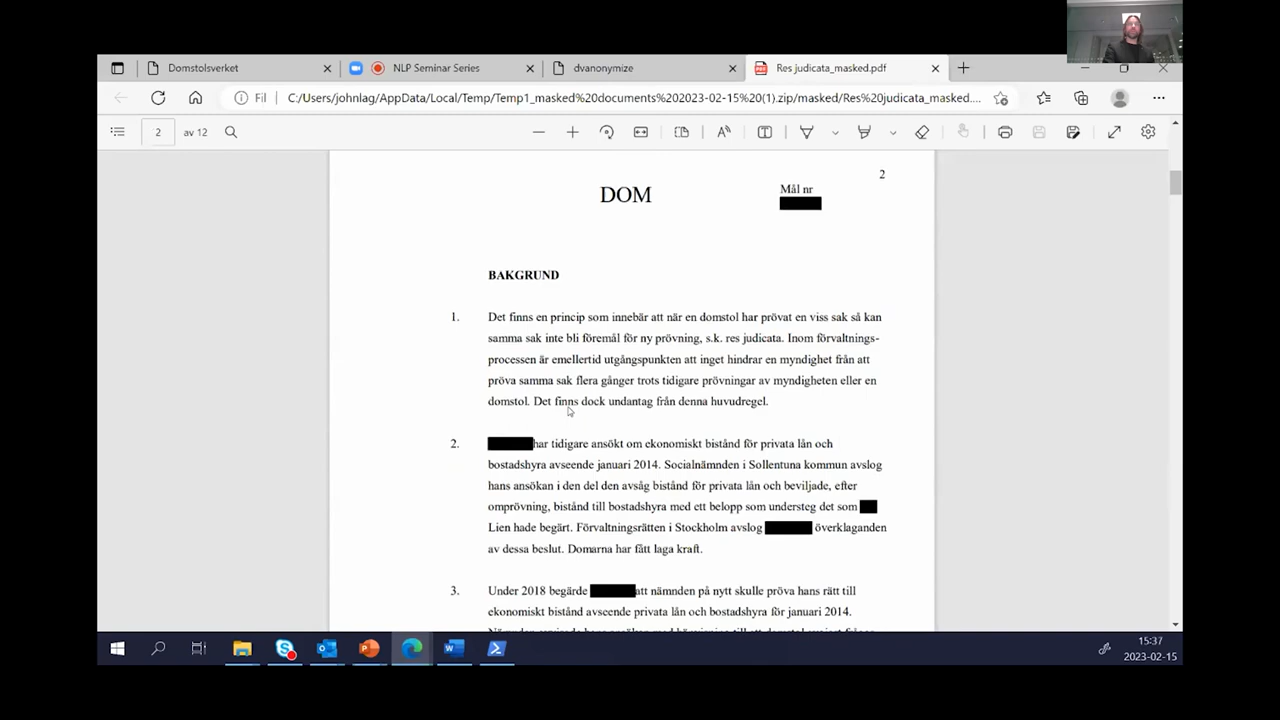 Domstolsverket
NLP Seminar Ser
dvanonymize
Res judicata_masked.pdf
Fil
C:/Users/johnlag/AppData/Local/Temp/Temp1_masked%20documents%202023-02-15%20(1).zip/masked/Res%20judicata_masked....
2
av 12
2
DOM
Mål nr
BAKGRUND
1. Det finns en princip som innebär att när en domstol har prövat en viss sak så kan
samma sak inte bli föremål för ny prövning, s.k. res judicata. Inom förvaltnings-
processen är emellertid utgångspunkten att inget hindrar en myndighet från att
pröva samma sak flera gånger trots tidigare prövningar av myndigheten eller en
domstol. Det finns dock undantag från denna huvudregel.
2. har tidigare ansökt om ekonomiskt bistånd för privata lån och
bostadshyra avseende januari 2014. Socialnämnden i Sollentuna kommun avslog
hans ansökan i den del den avsåg bistånd för privata lån och beviljade, efter
omprövning, bistånd till bostadshyra med ett belopp som understeg det som
Lien hade begärt. Förvaltningsrätten i Stockholm avslog överklaganden
av dessa beslut. Domarna har fått laga kraft.
3. Under 2018 begärde att nämnden på nytt skulle pröva hans rätt till
ekonomiskt bistånd avseende privata lån och bostadshyra för januari 2014.
15:37
2023-02-15